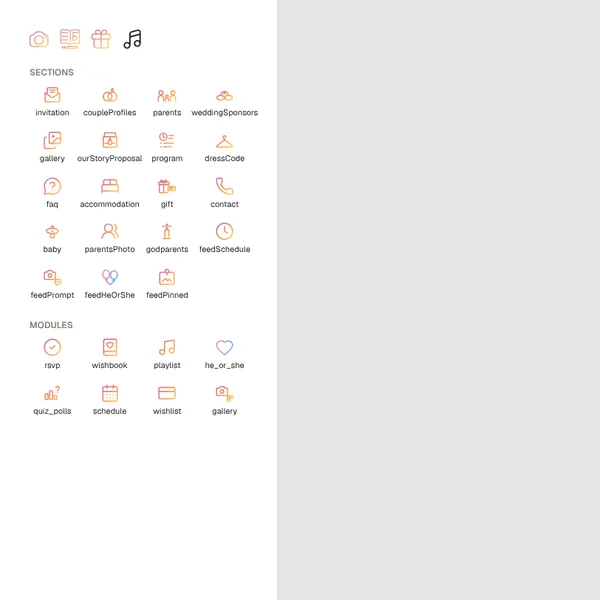 SECTIONS
invitation coupleProfiles parents weddingSponsors
gallery ourStoryProposal program dressCode
faq accommodation gift contact
baby parentsPhoto godparents feedSchedule
feedPrompt feedHeOrShe feedPinned
MODULES
rsvp wishbook playlist he_or_she
quiz_polls schedule wishlist gallery